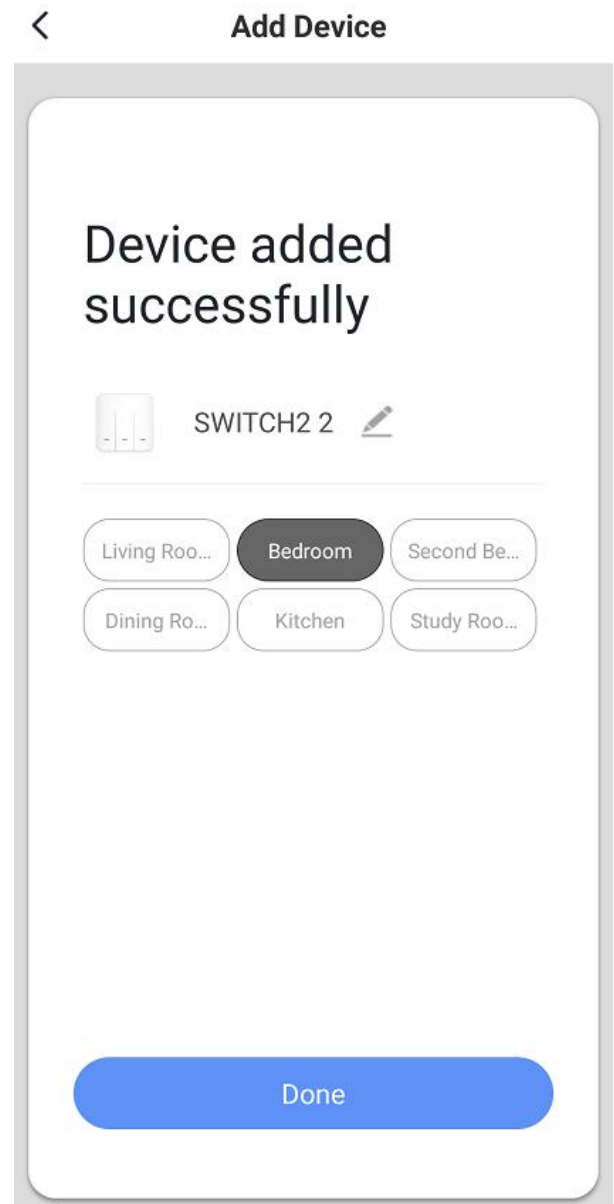 Add Device
Device added
successfully
SWITCH2 2
Living Roo... Bedroom Second Be...
Dining Ro... Kitchen Study Roo...
Done